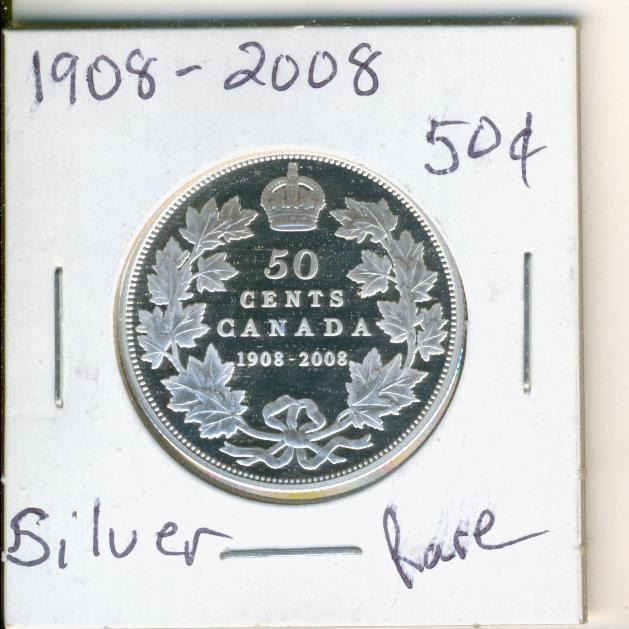 1908-2008
50¢
50
CENTS
CANADA
1908-2008
Silver
Rare